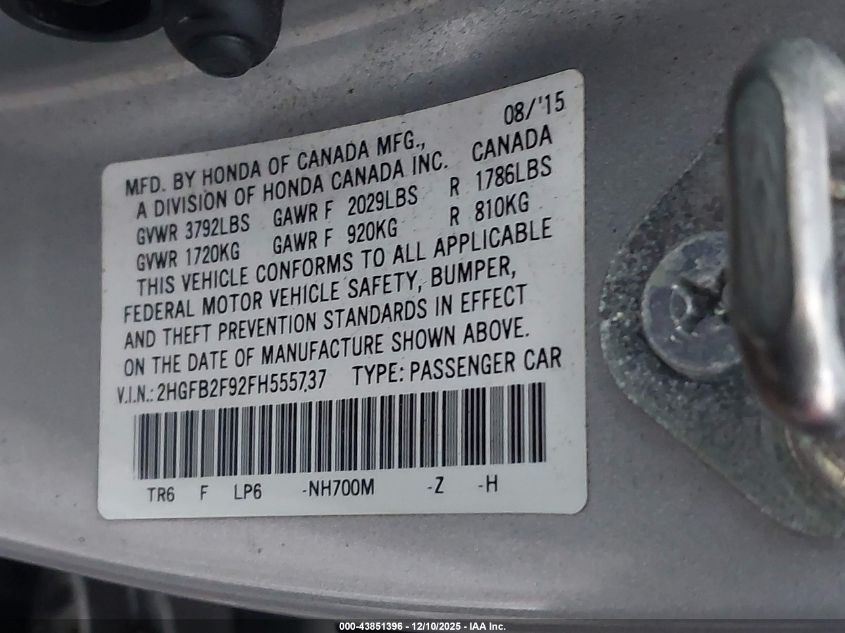 08/'15
MFD. BY HONDA OF CANADA MFG., CANADA
A DIVISION OF HONDA CANADA INC.
GVWR 3792LBS GAWR F 2029LBS R 1786LBS
GVWR 1720KG GAWR F 920KG R 810KG
THIS VEHICLE CONFORMS TO ALL APPLICABLE
FEDERAL MOTOR VEHICLE SAFETY, BUMPER,
AND THEFT PREVENTION STANDARDS IN EFFECT
ON THE DATE OF MANUFACTURE SHOWN ABOVE.
V.I.N.: 2HGFB2F92FH555737 TYPE: PASSENGER CAR
TR6 F LP6 -NH700M -Z -H
000-43851396 - 12/10/2025 - IAA Inc.